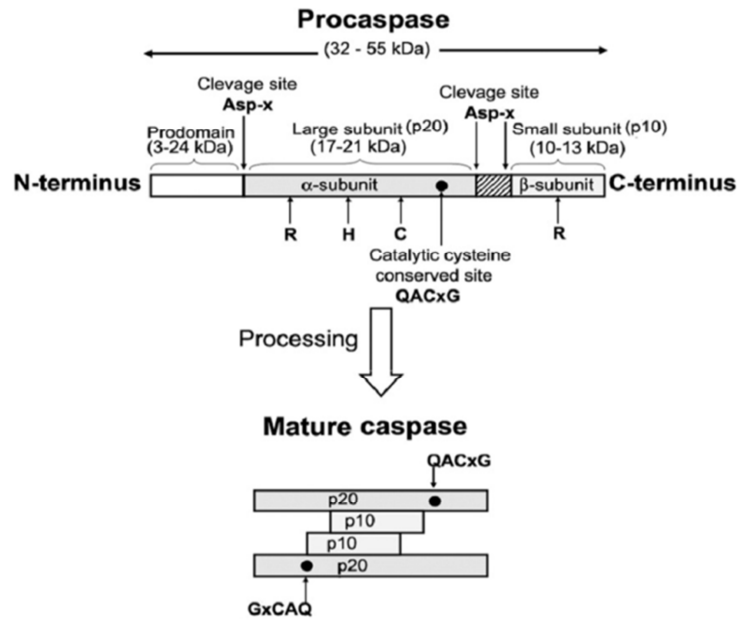 Procaspase
(32 - 55 kDa)
Clevage site
Asp-x
Clevage site
Asp-x
Prodomain
(3-24 kDa)
Large subunit (p20)
(17-21 kDa)
Small subunit (p10)
(10-13 kDa)
N-terminus
α-subunit
β-subunit
C-terminus
R
H
C
R
Catalytic cysteine
conserved site
QACxG
Processing
Mature caspase
QACxG
p20
p10
p10
p20
GxCAQ